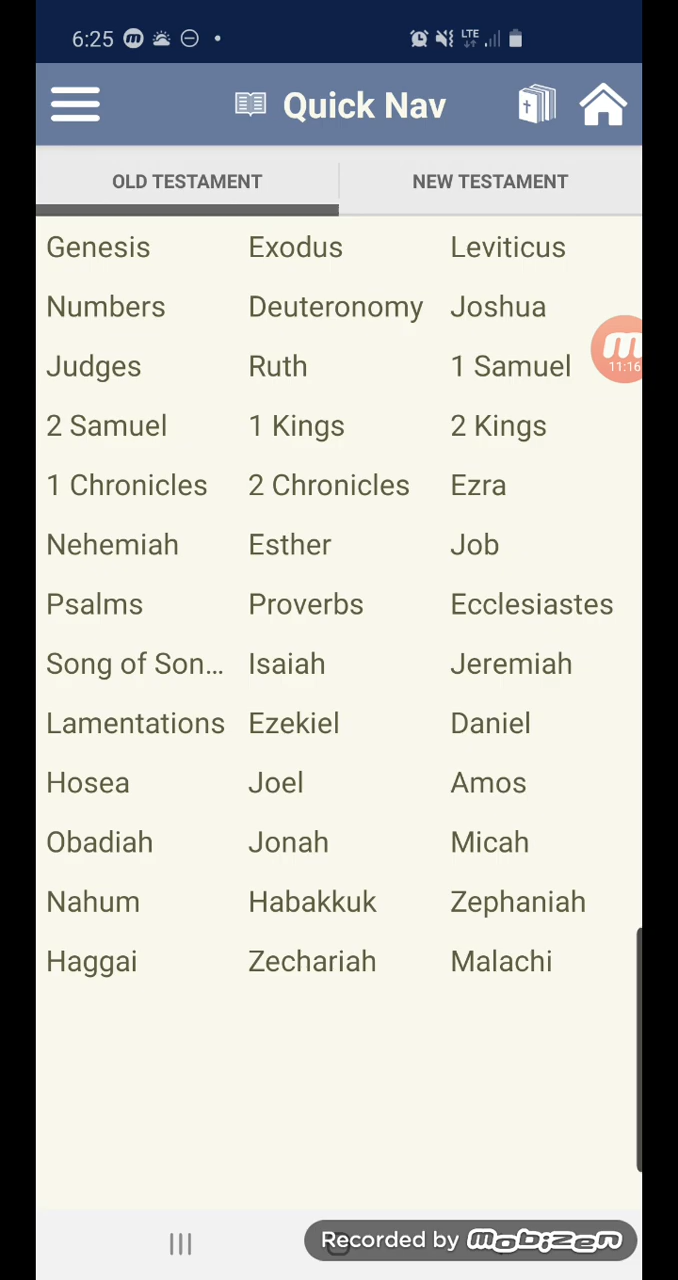 6:25 m LTE
Quick Nav
OLD TESTAMENT NEW TESTAMENT
Genesis Exodus Leviticus
Numbers Deuteronomy Joshua
Judges Ruth 1 Samuel
m
11:16
2 Samuel 1 Kings 2 Kings
1 Chronicles 2 Chronicles Ezra
Nehemiah Esther Job
Psalms Proverbs Ecclesiastes
Song of Son... Isaiah Jeremiah
Lamentations Ezekiel Daniel
Hosea Joel Amos
Obadiah Jonah Micah
Nahum Habakkuk Zephaniah
Haggai Zechariah Malachi
Recorded by mobizen